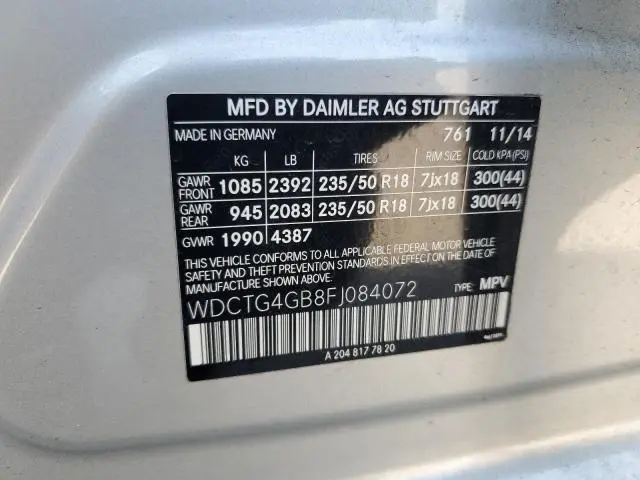 MFD BY DAIMLER AG STUTTGART
MADE IN GERMANY 761 11/14
KG LB TIRES RIM SIZE COLD KPA(PSI)
GAWR FRONT 1085 2392 235/50 R18 7Jx18 300(44)
GAWR REAR 945 2083 235/50 R18 7Jx18 300(44)
GWR 1990 4387
THIS VEHICLE CONFORMS TO ALL APPLICABLE FEDERAL MOTOR VEHICLE
SAFETY AND THEFT PREVENTION STANDARDS IN EFFECT ON THE DATE OF
MANUFACTURE SHOWN ABOVE.
WDCTG4GB8FJ084072 TYPE: MPV
A 204 817 78 20